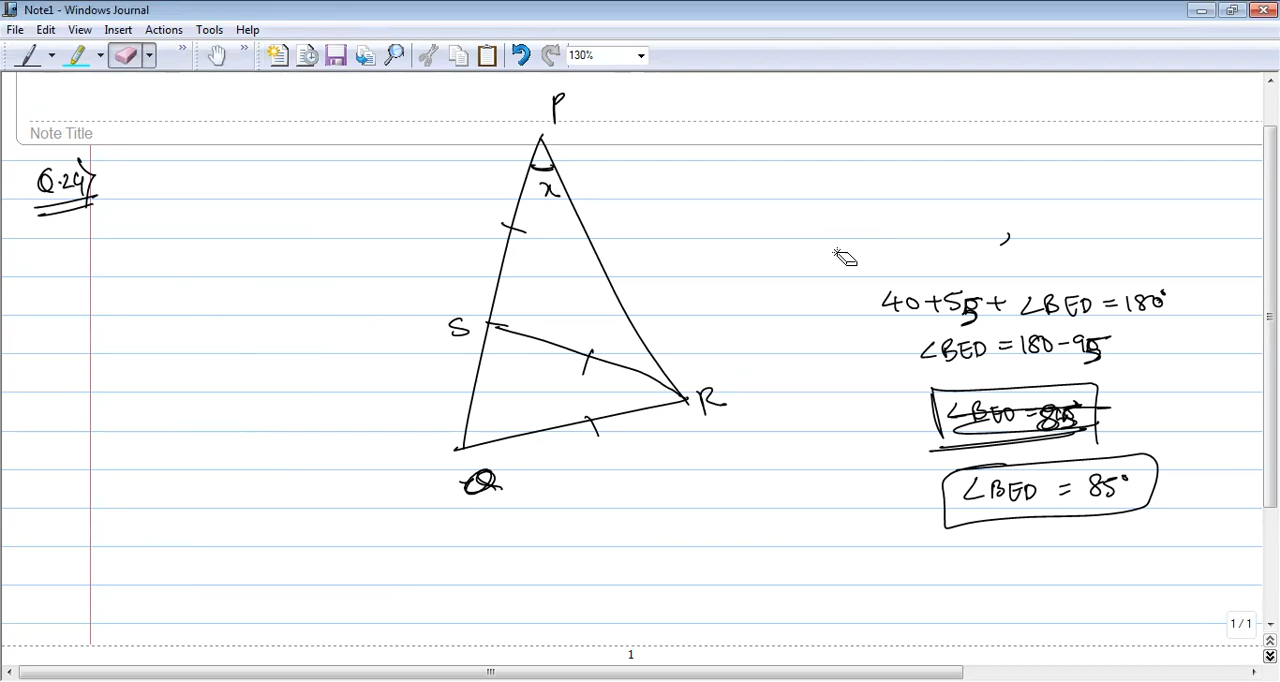 Note1 - Windows Journal
File Edit View Insert Actions Tools Help
130%
Note Title
Q.24)
P
x
S
R
Q
40+55+ ∠BED = 180°
∠BED = 180-95
∠BED = 85°
1 / 1
1